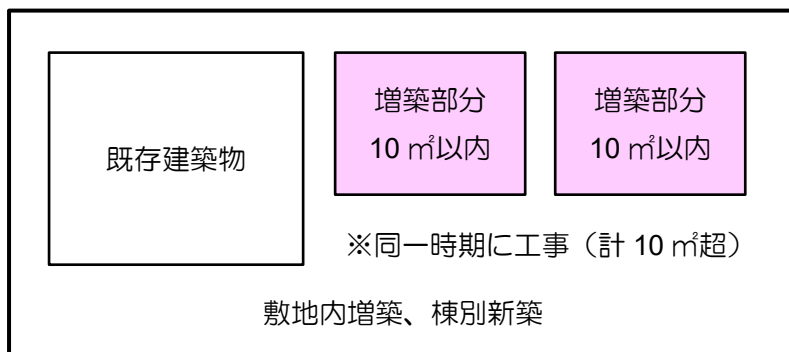 既存建築物
増築部分
10 ㎡以内
増築部分
10 ㎡以内
※同一時期に工事（計 10 ㎡超）
敷地内増築、棟別新築